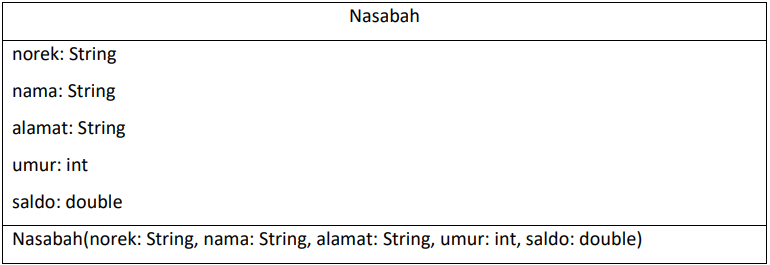 Nasabah
norek: String
nama: String
alamat: String
umur: int
saldo: double
Nasabah(norek: String, nama: String, alamat: String, umur: int, saldo: double)